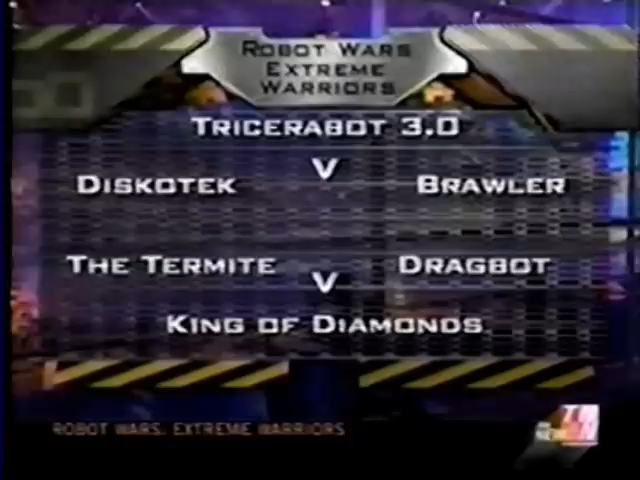 ROBOT WARS
EXTREME
WARRIORS
TRICERABOT 3.0
V
DISKOTEK BRAWLER
THE TERMITE DRAGBOT
V
KING OF DIAMONDS
ROBOT WARS: EXTREME WARRIORS